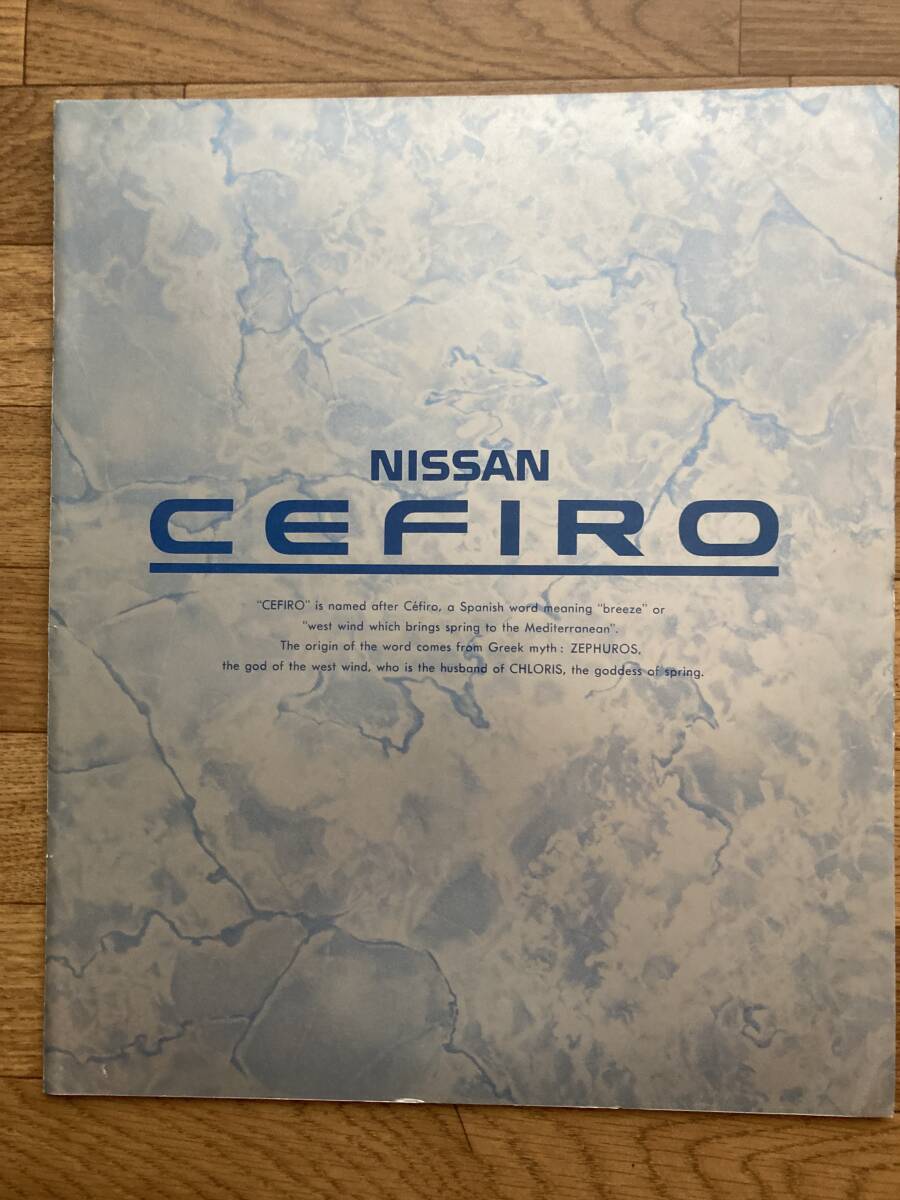 NISSAN
CEFIRO
"CEFIRO" is named after Céfiro, a Spanish word meaning "breeze" or
"west wind which brings spring to the Mediterranean".
The origin of the word comes from Greek myth : ZEPHUROS,
the god of the west wind, who is the husband of CHLORIS, the goddess of spring.